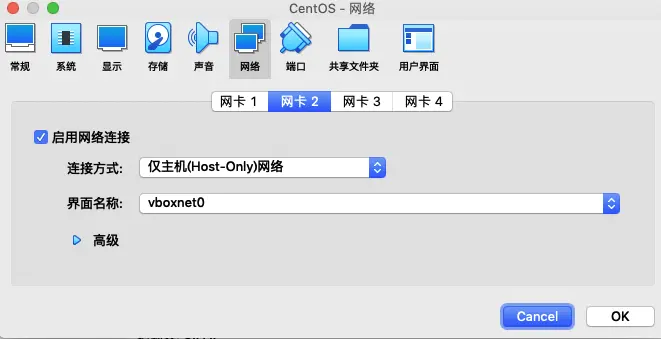 CentOS - 网络
常规 系统 显示 存储 声音 网络 端口 共享文件夹 用户界面
网卡 1 网卡 2 网卡 3 网卡 4
启用网络连接
连接方式: 仅主机(Host-Only)网络
界面名称: vboxnet0
高级
Cancel OK